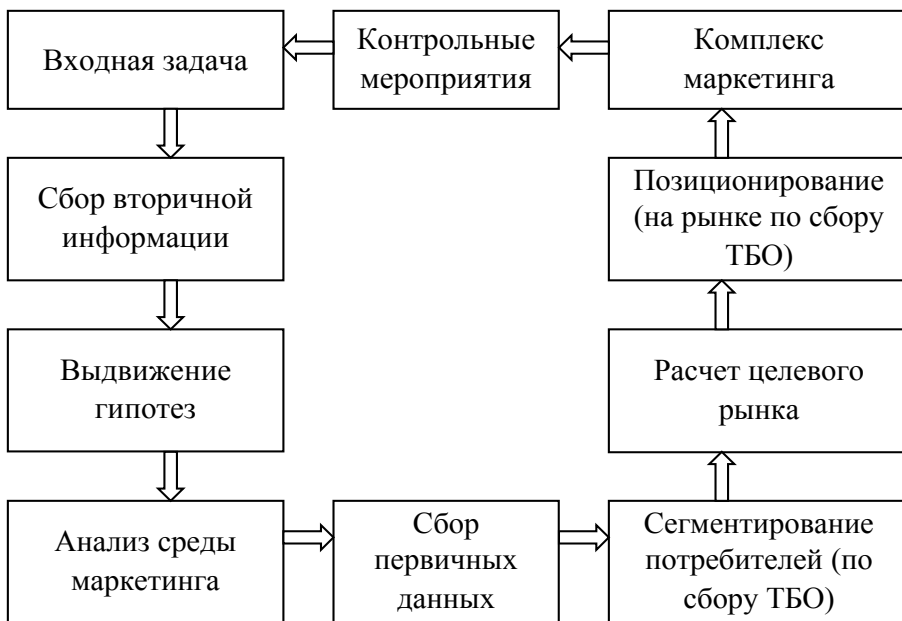 Входная задача
Контрольные
мероприятия
Комплекс
маркетинга
Сбор вторичной
информации
Позиционирование
(на рынке по сбору
ТБО)
Выдвижение
гипотез
Расчет целевого
рынка
Анализ среды
маркетинга
Сбор
первичных
данных
Сегментирование
потребителей (по
сбору ТБО)